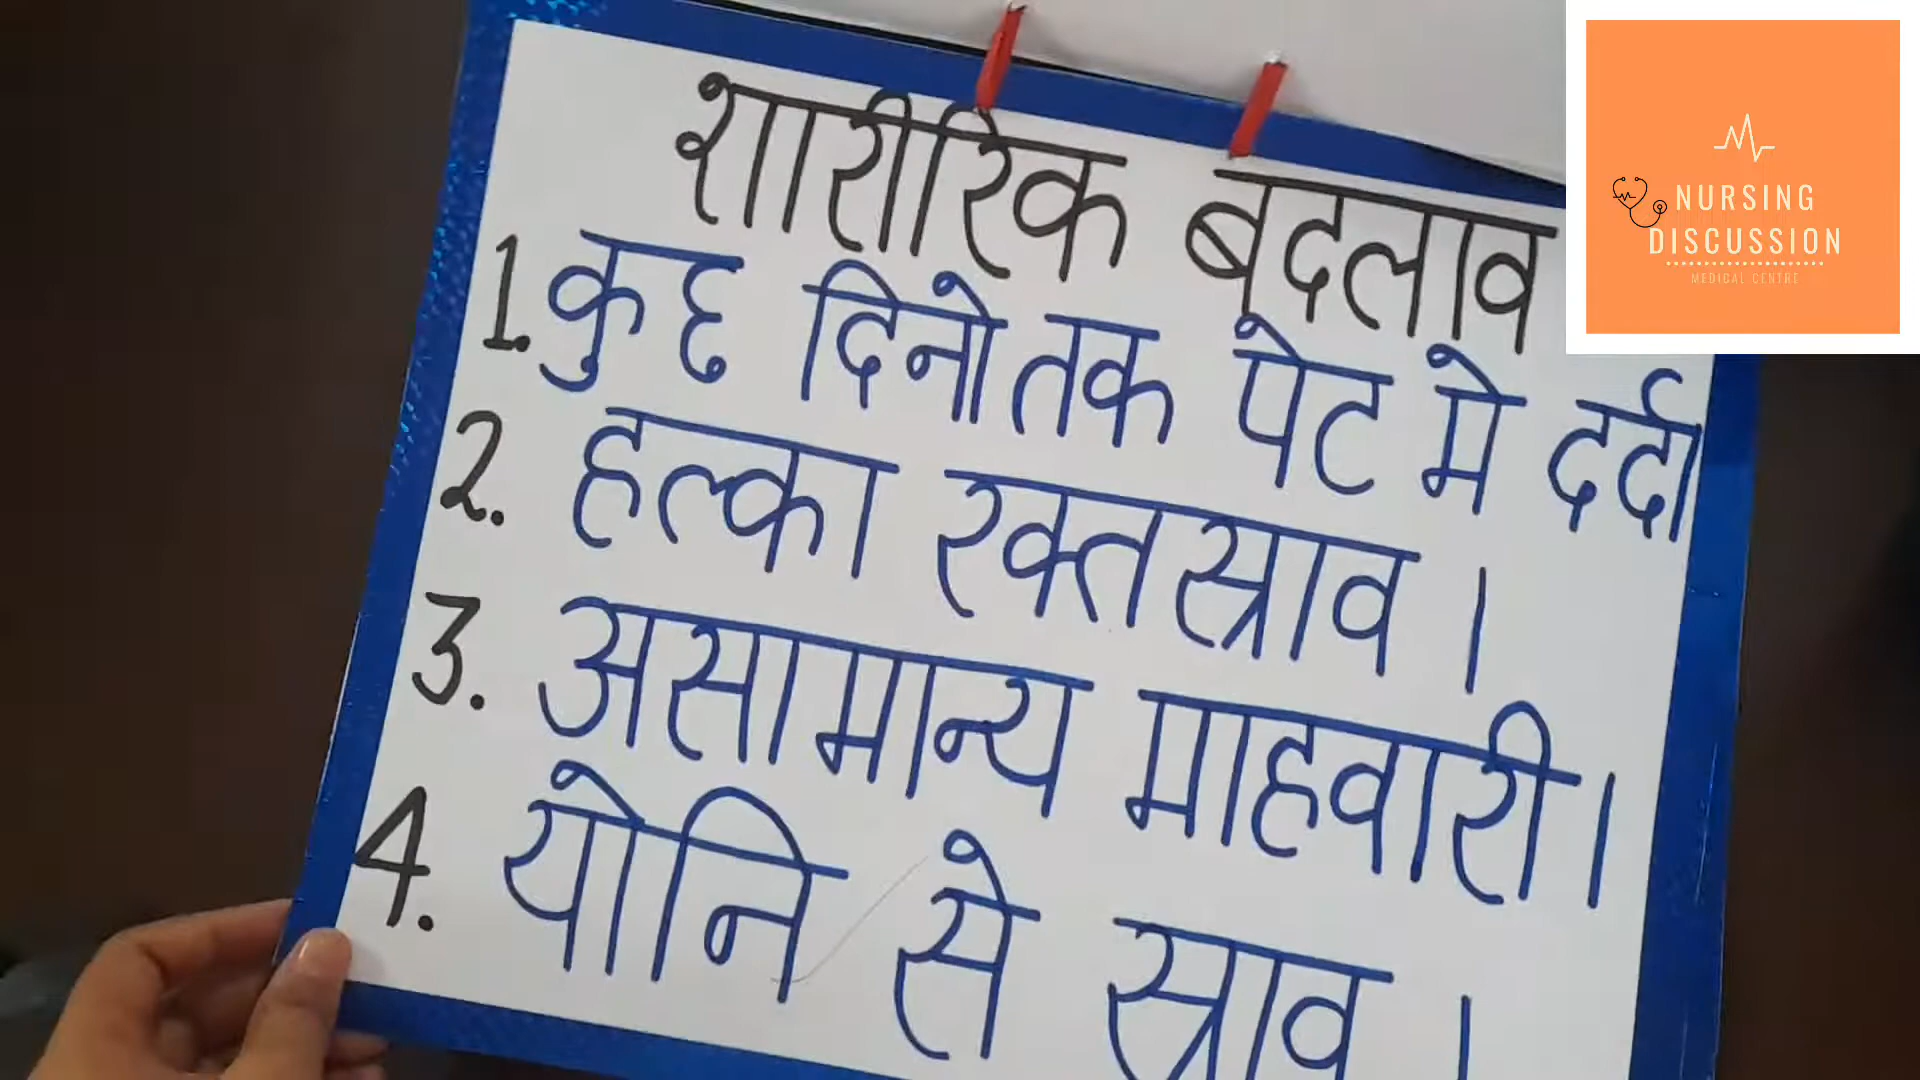 शारीरिक बदलाव
1. कुछ दिनो तक पेट मे दर्द।
2. हल्का रक्तस्राव।
3. असामान्य माहवारी।
4. योनि से स्राव।
NURSING
DISCUSSION
MEDICAL CENTRE